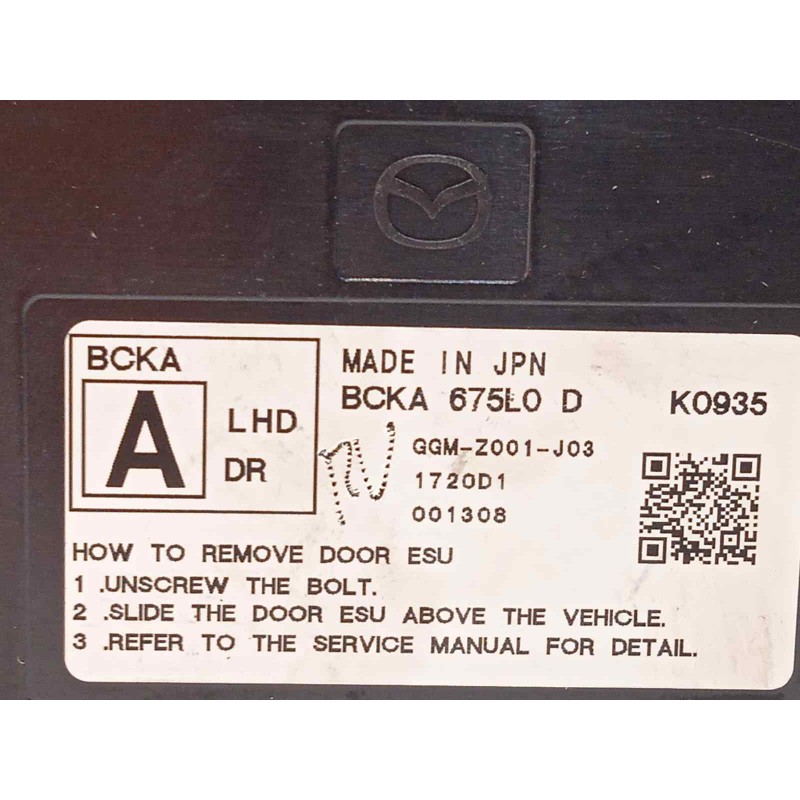 BCKA
A
LHD
DR
MADE IN JPN
BCKA 675L0 D
K0935
GGM-Z001-J03
1720D1
001308
HOW TO REMOVE DOOR ESU
1 .UNSCREW THE BOLT.
2 .SLIDE THE DOOR ESU ABOVE THE VEHICLE.
3 .REFER TO THE SERVICE MANUAL FOR DETAIL.